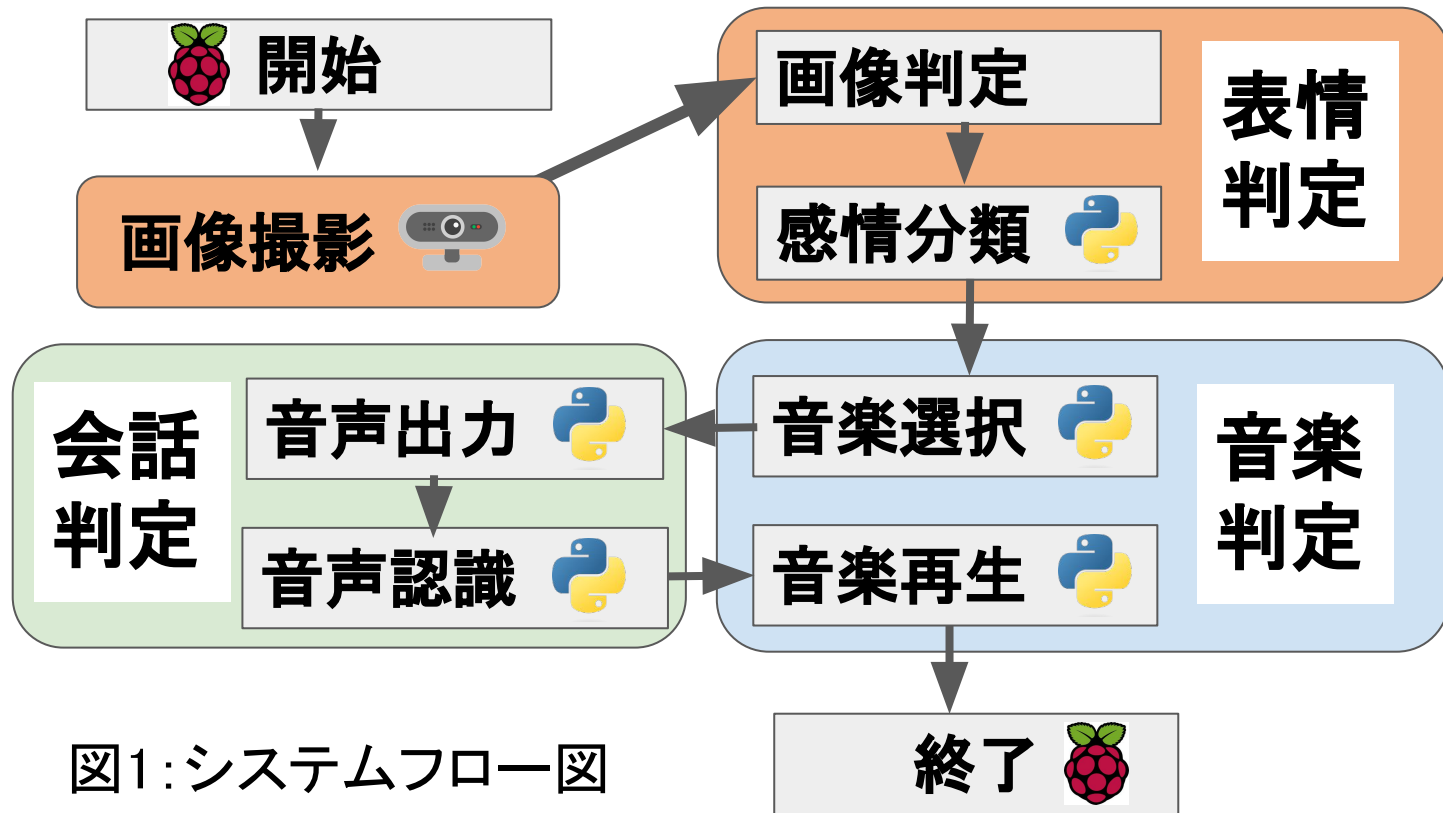 開始
画像撮影
画像判定
感情分類
表情
判定
音楽選択
音楽再生
音楽
判定
会話
判定
音声出力
音声認識
終了
図1:システムフロー図